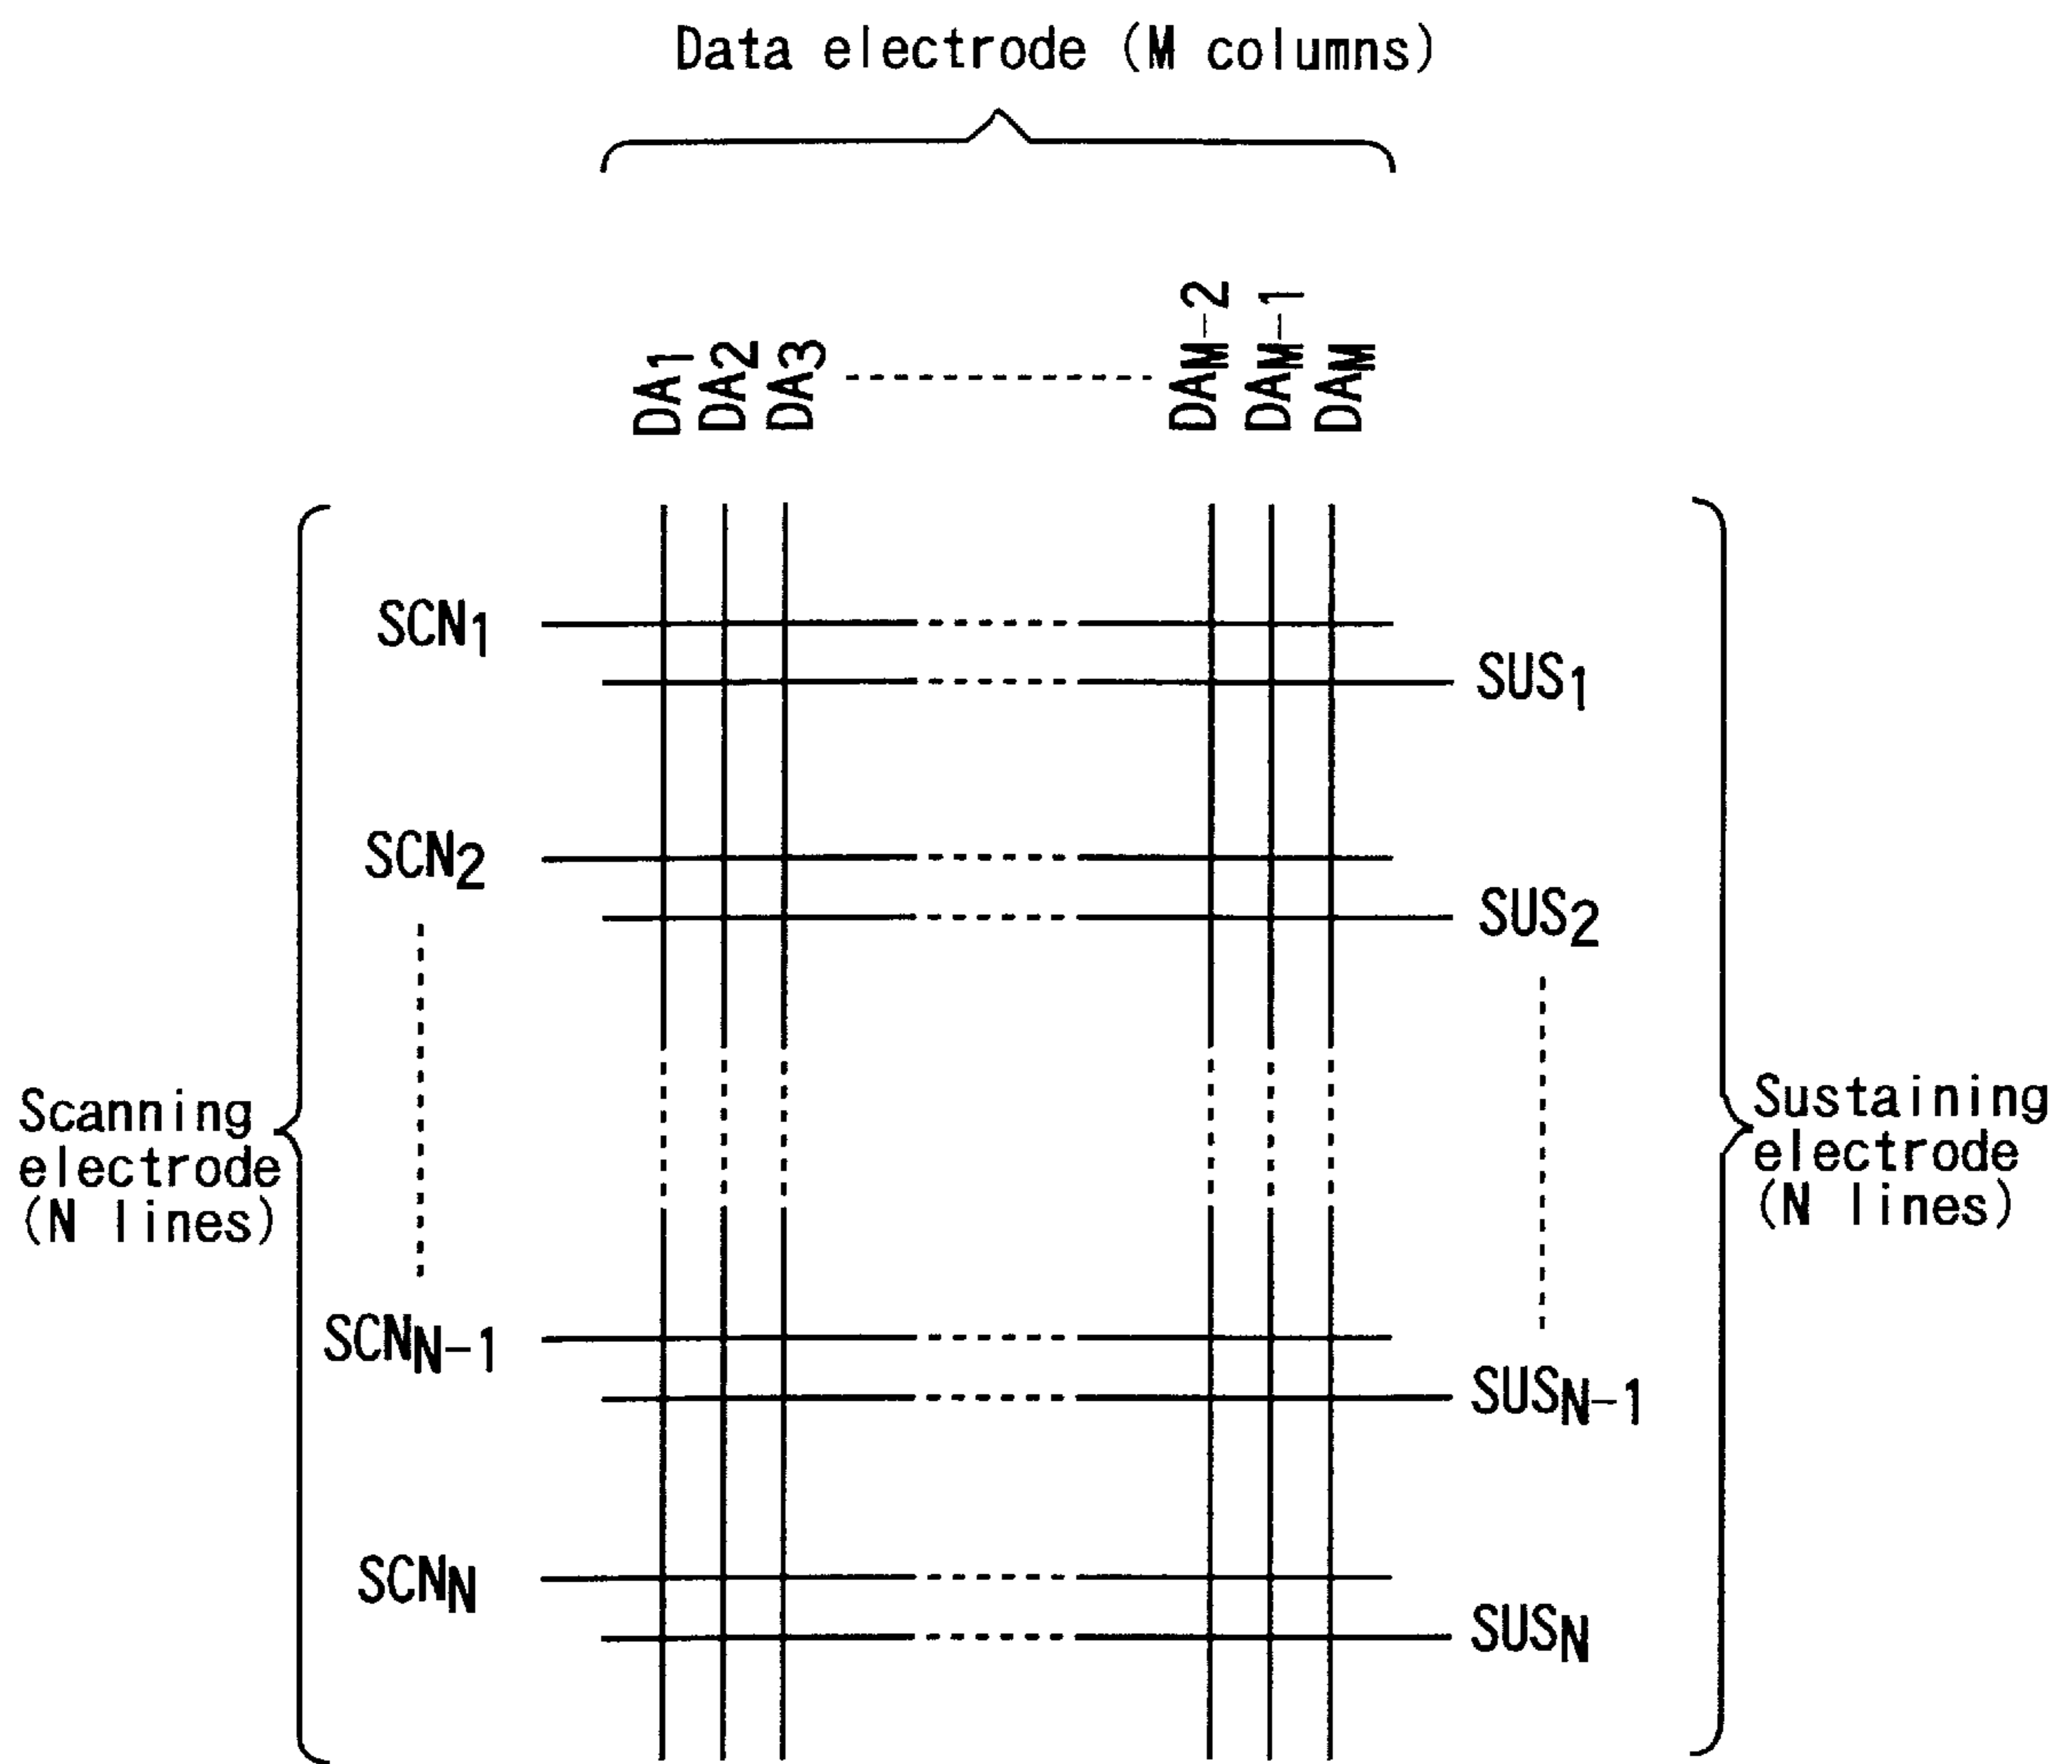 Data electrode (M columns)
DA1
DA2
DA3
DAM-2
DAM-1
DAM
SCN1
SUS1
SCN2
SUS2
Scanning
electrode
(N lines)
Sustaining
electrode
(N lines)
SCNN-1
SUSN-1
SCNN
SUSN